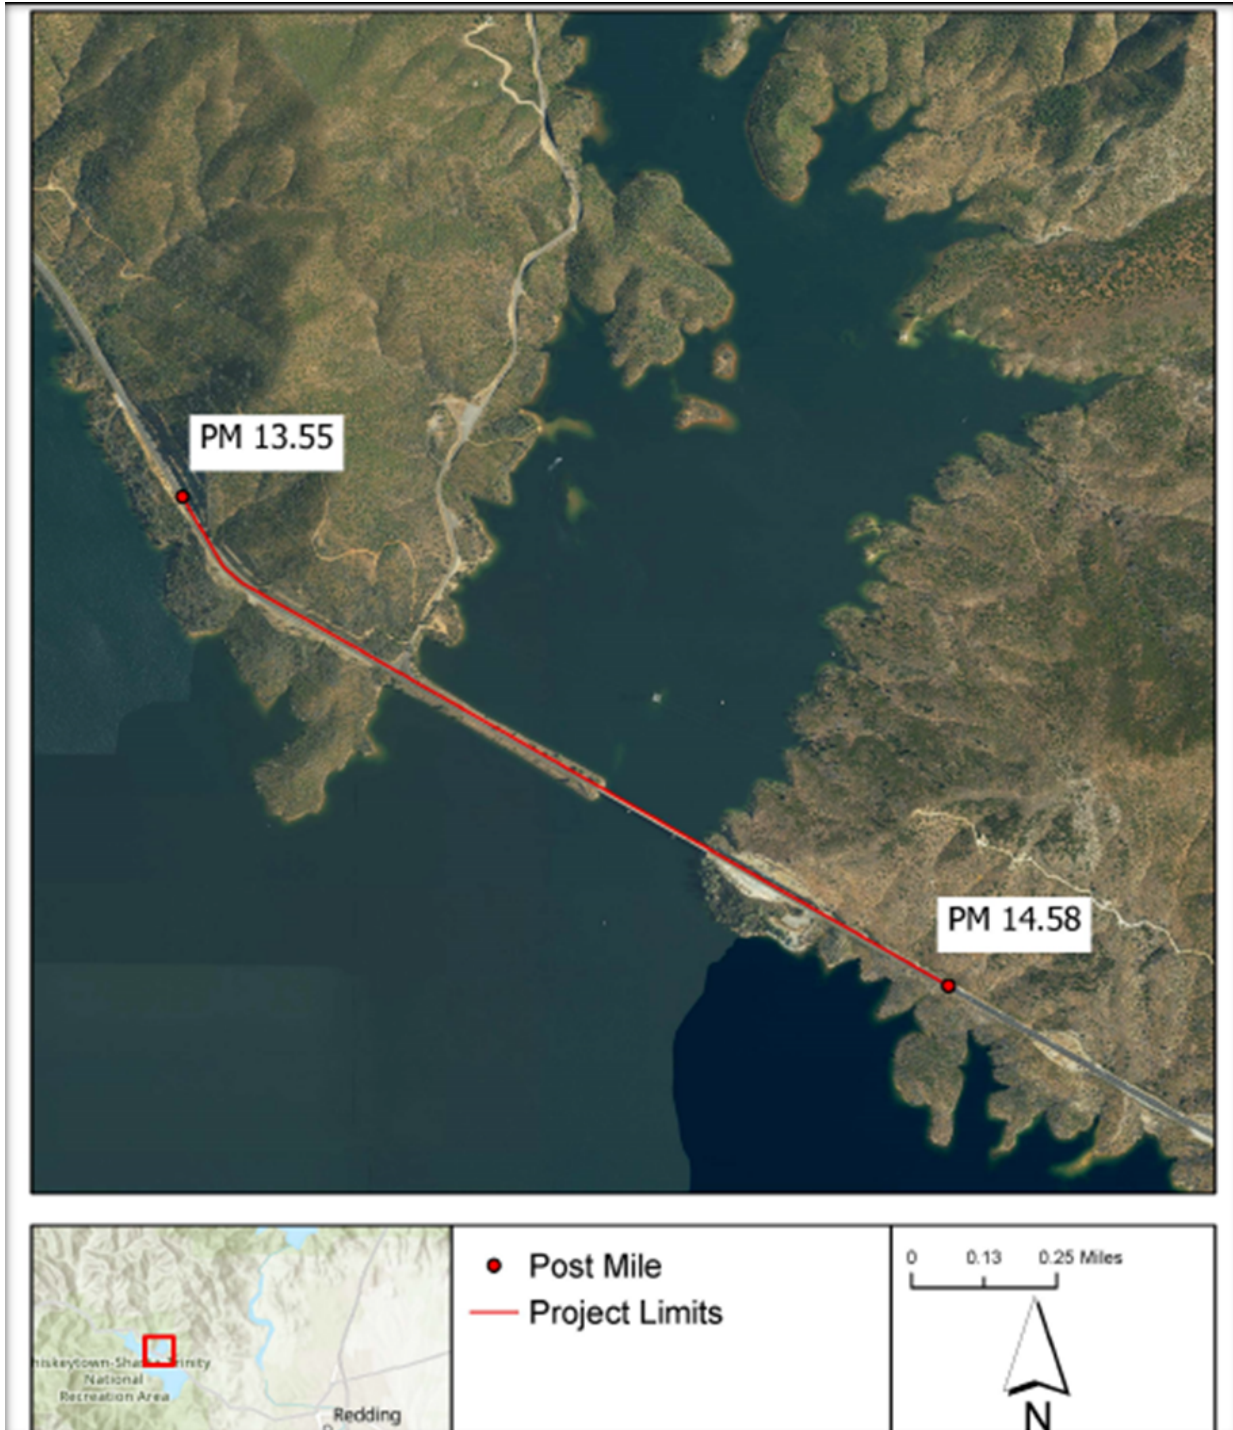 PM 13.55
PM 14.58
Post Mile
Project Limits
0 0.13 0.25 Miles
N
National
Recreation Area
Redding